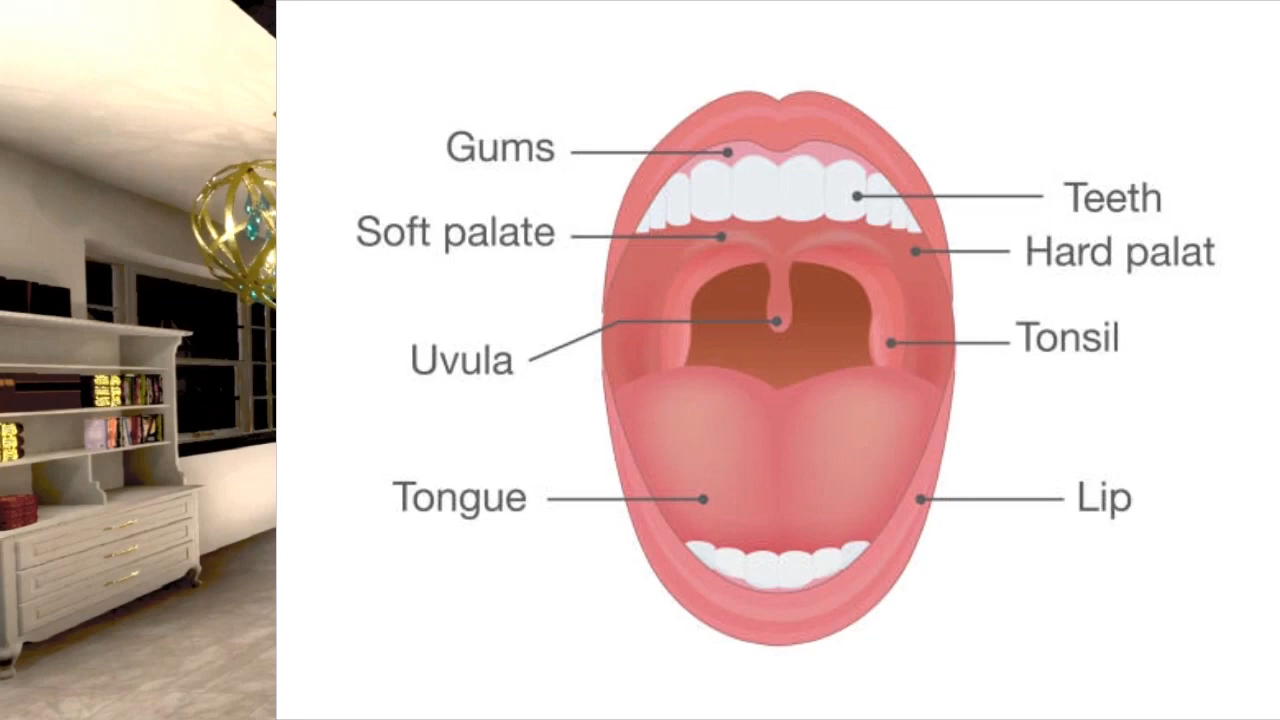 Gums
Teeth
Soft palate
Hard palat
Uvula
Tonsil
Tongue
Lip